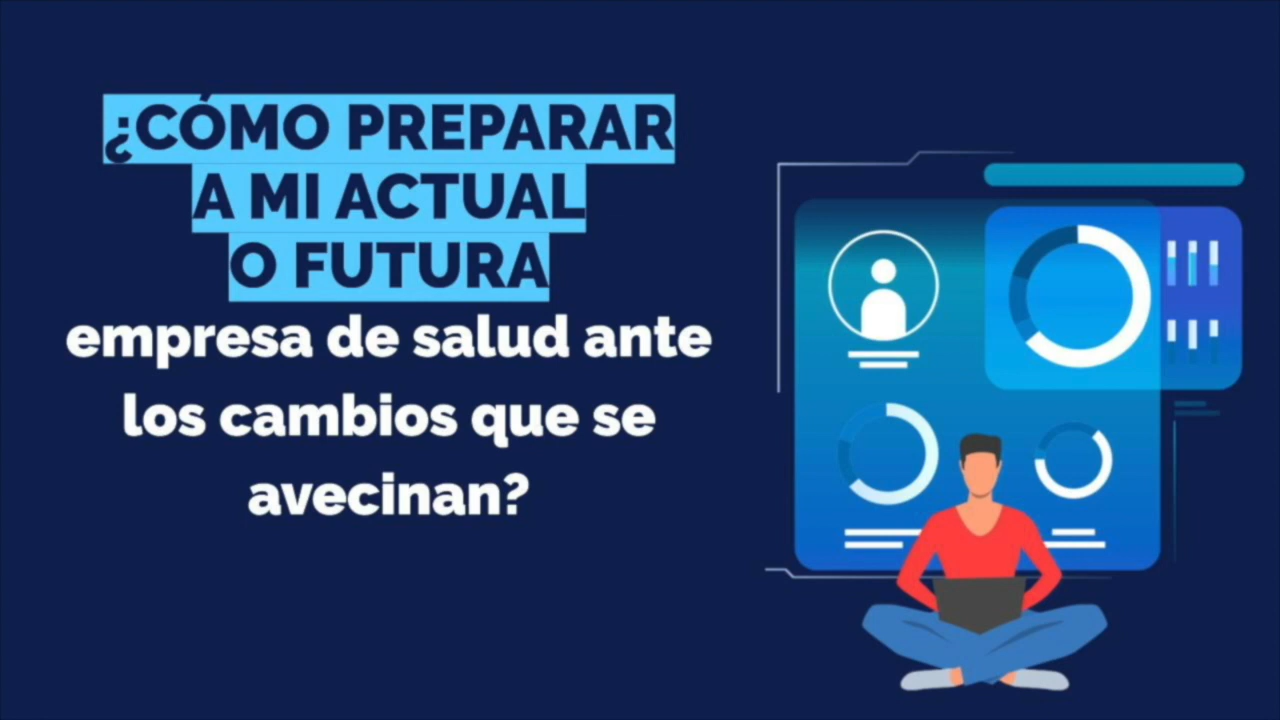 ¿CÓMO PREPARAR
A MI ACTUAL
O FUTURA
empresa de salud ante
los cambios que se
avecinan?